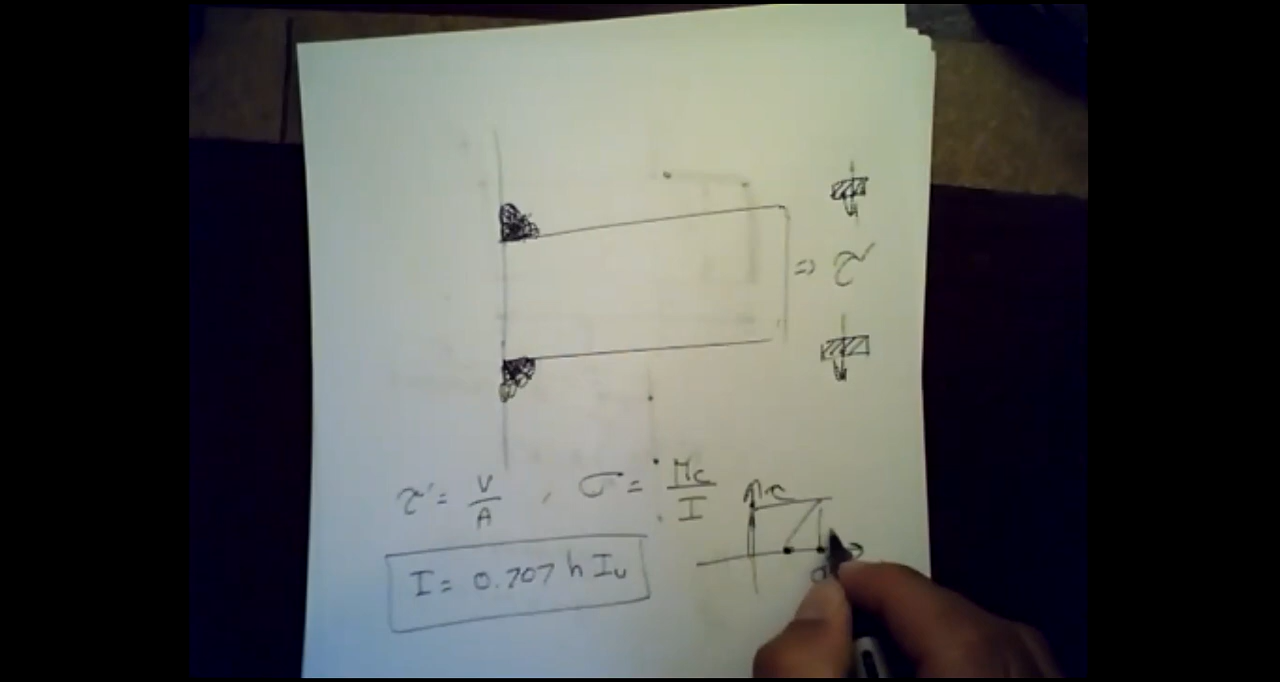 ⇒ τ'
τ' = V/A , σ = Mc/I
τ
I = 0.707 h Iu
σ